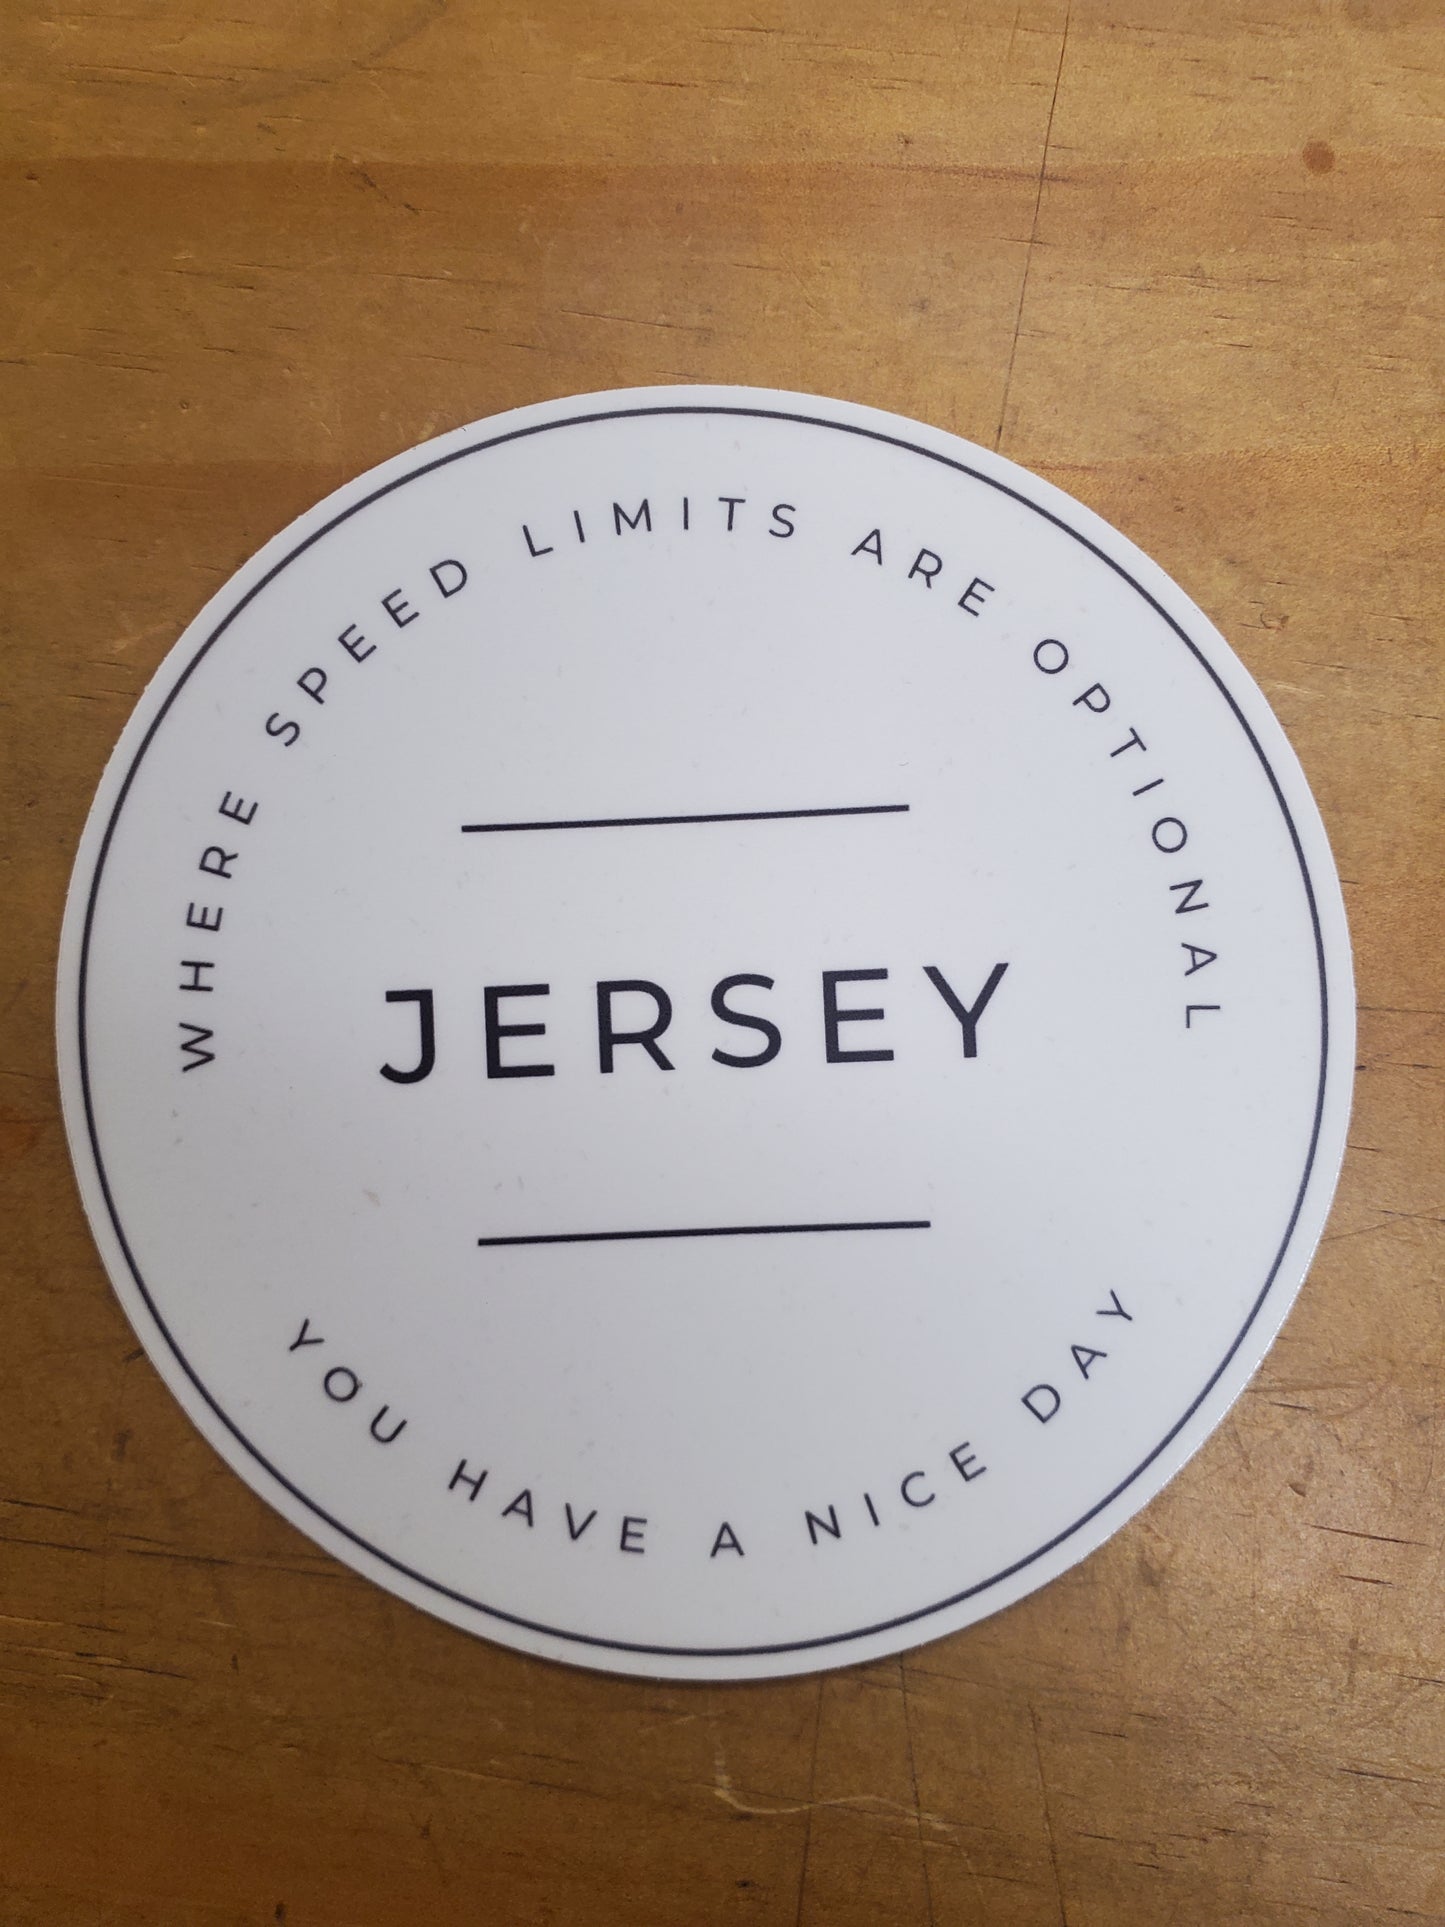 WHERE SPEED LIMITS ARE OPTIONAL
JERSEY
YOU HAVE A NICE DAY